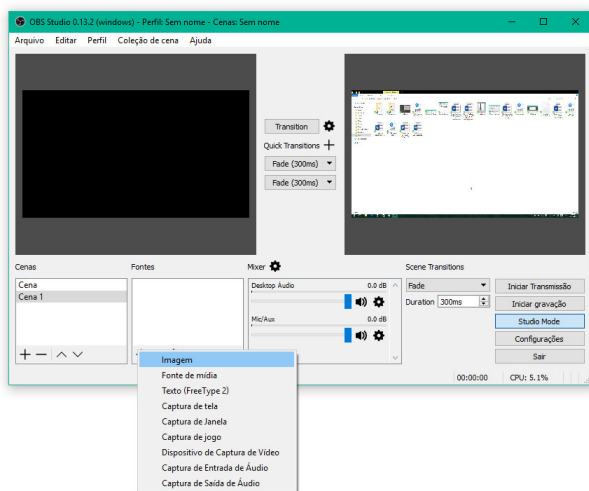 OBS Studio 0.13.2 (windows) - Perfil: Sem nome - Cenas: Sem nome
Arquivo Editar Perfil Coleção de cena Ajuda
Transition
Quick Transitions
Fade (300ms)
Fade (300ms)
Cenas Fontes Mixer Scene Transitions
Cena
Cena 1
Desktop Audio 0.0 dB
Mic/Aux 0.0 dB
Fade
Duration 300ms
Iniciar Transmissão
Iniciar gravação
Studio Mode
Configurações
Sair
00:00:00 CPU: 5.1%
Imagem
Fonte de mídia
Texto (FreeType 2)
Captura de tela
Captura de Janela
Captura de jogo
Dispositivo de Captura de Vídeo
Captura de Entrada de Áudio
Captura de Saída de Áudio